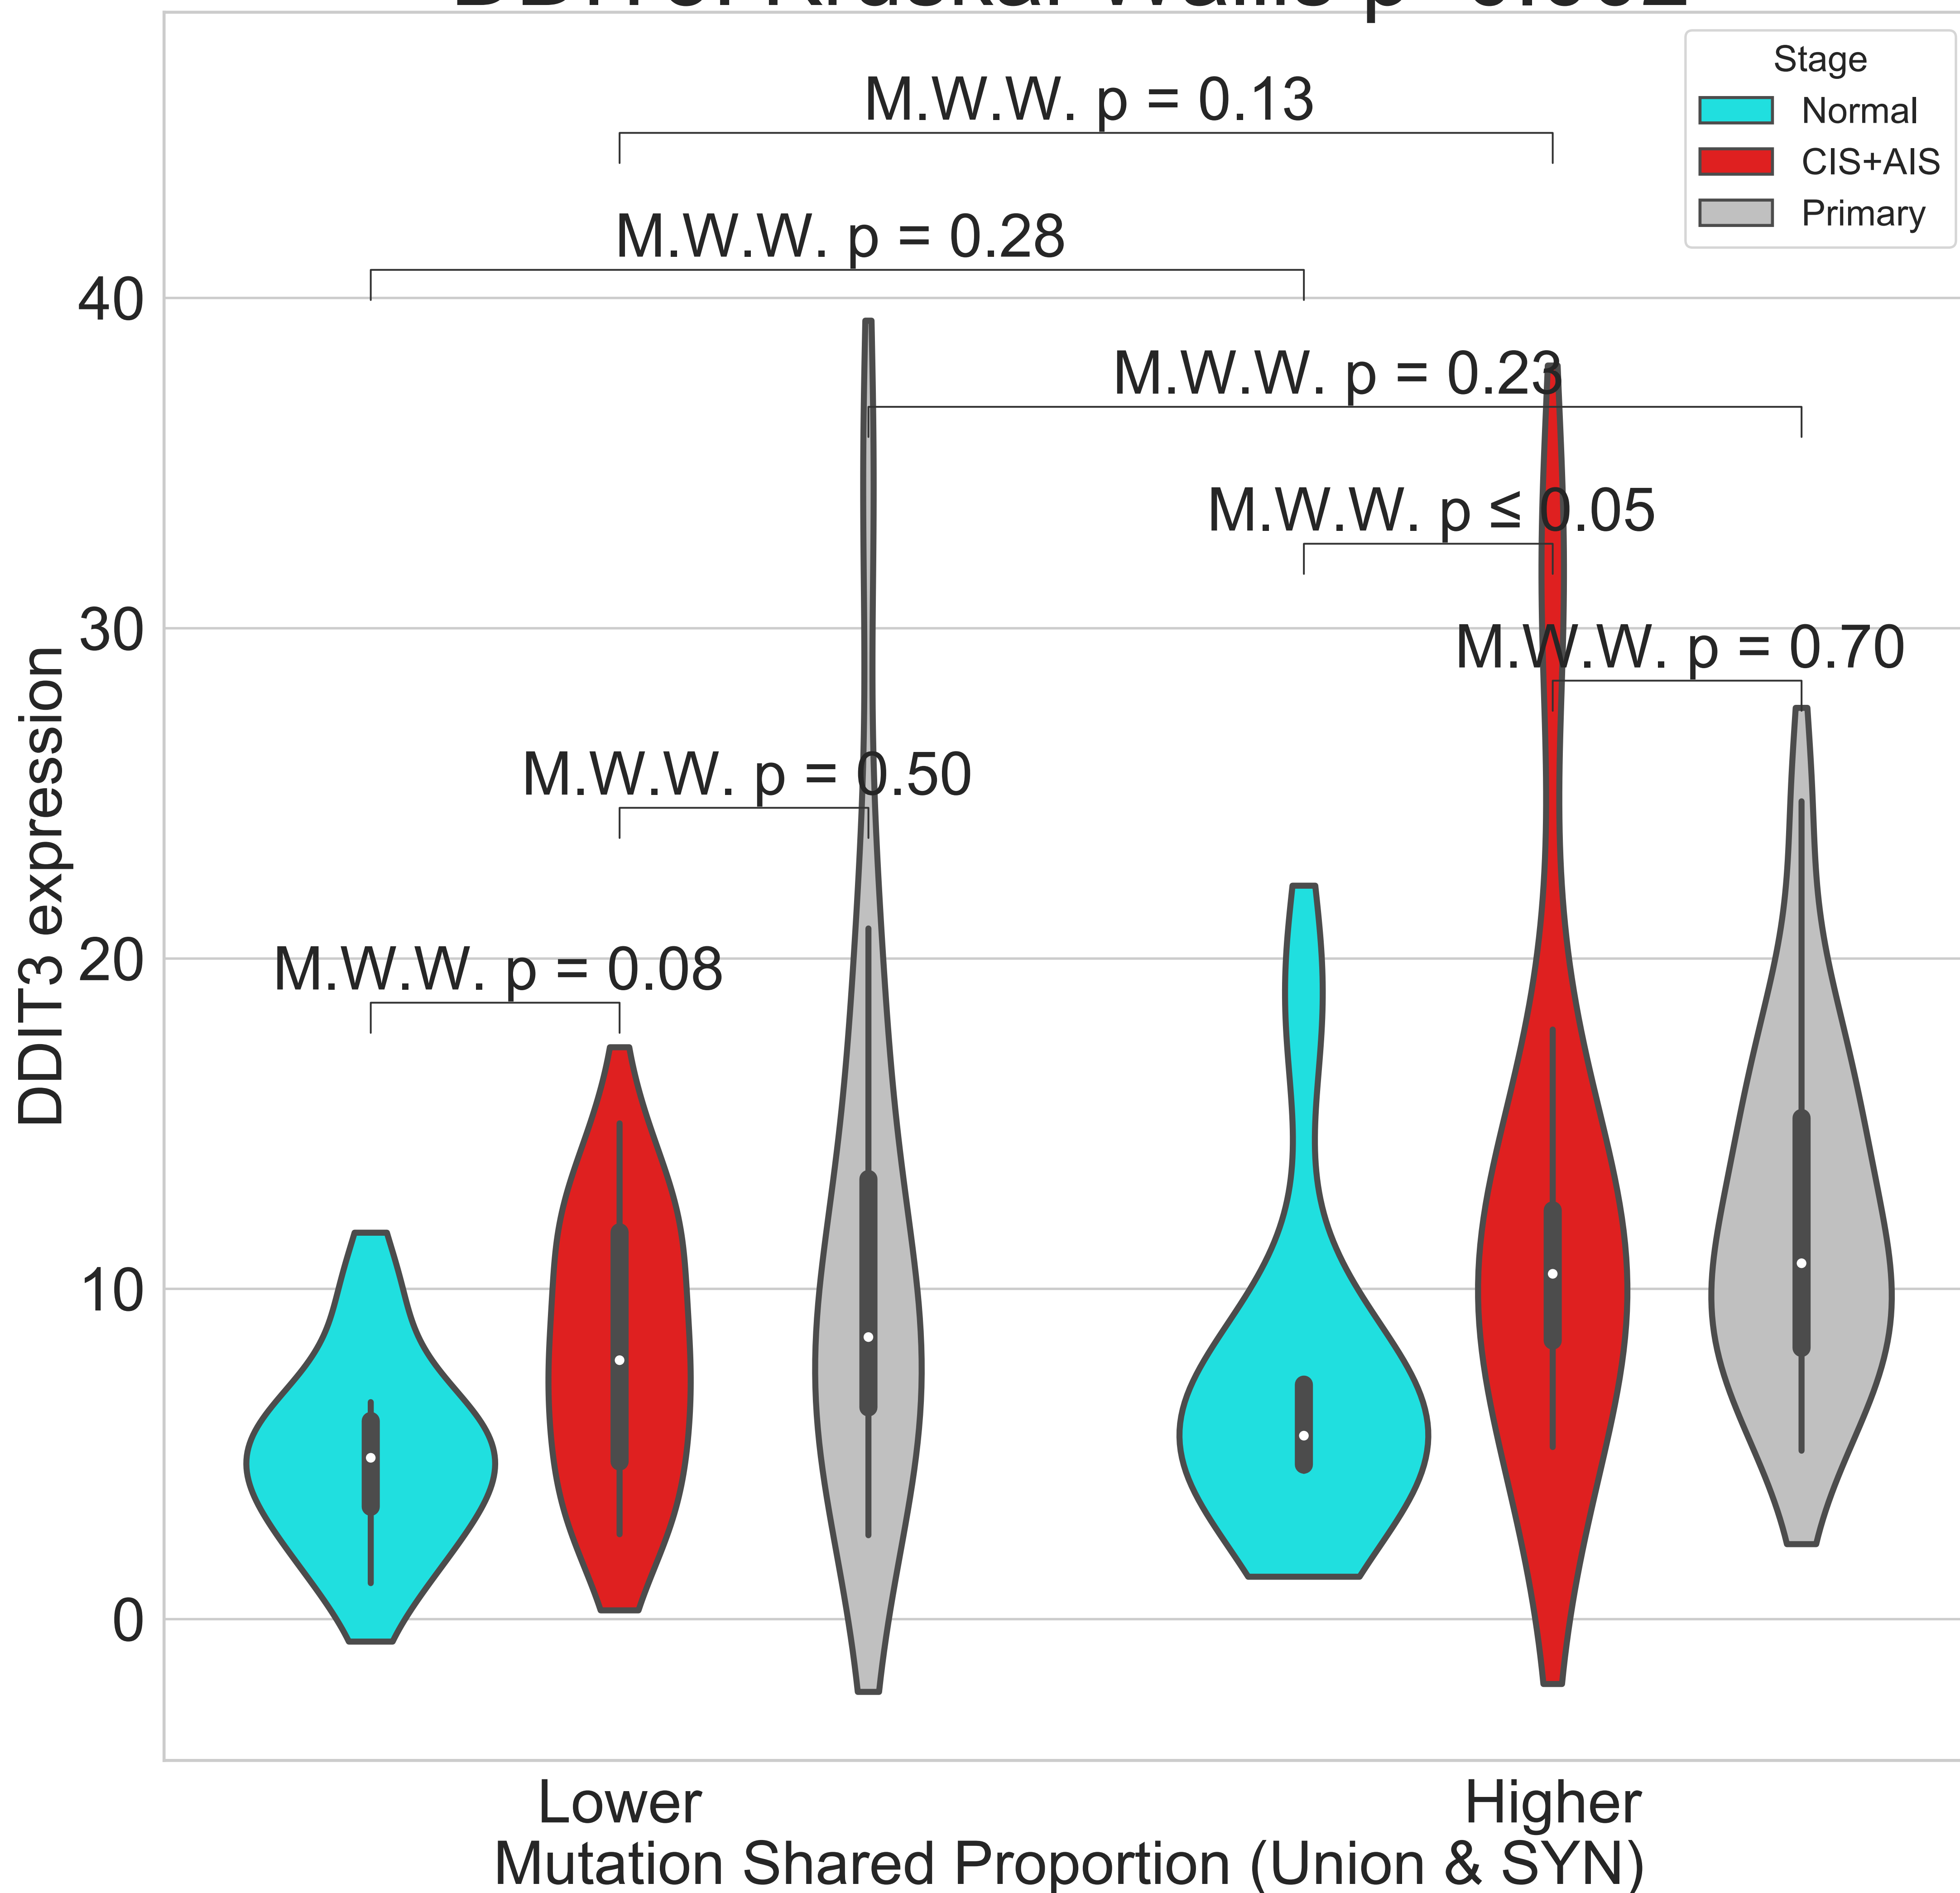 Stage
Normal
CIS+AIS
Primary
M.W.W. p = 0.13
M.W.W. p = 0.28
M.W.W. p = 0.23
M.W.W. p ≤ 0.05
M.W.W. p = 0.70
M.W.W. p = 0.50
M.W.W. p = 0.08
40
30
20
10
0
DDIT3 expression
Lower
Higher
Mutation Shared Proportion (Union & SYN)